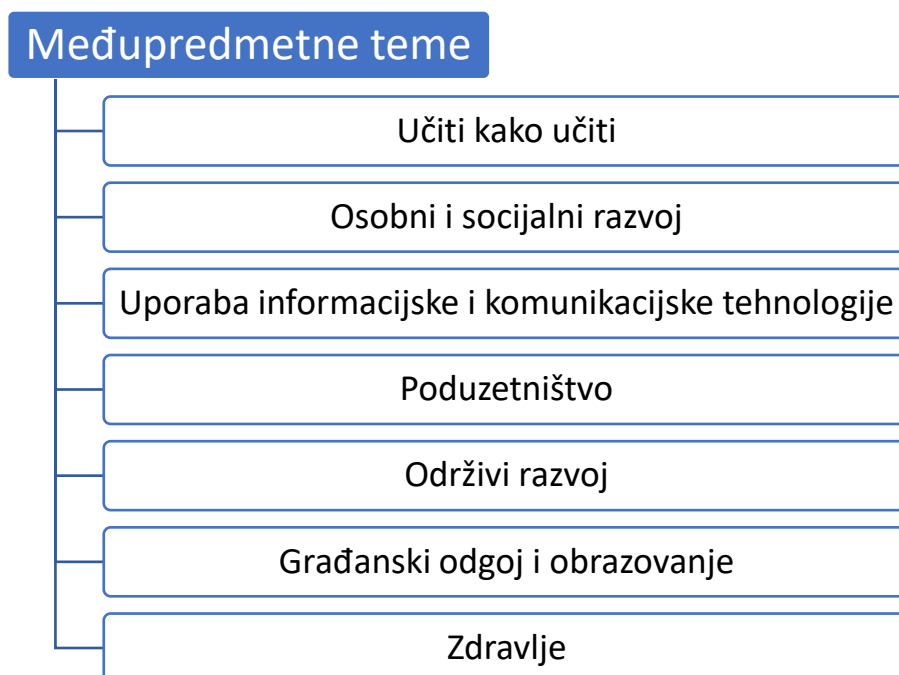 Međupredmetne teme
Učiti kako učiti
Osobni i socijalni razvoj
Uporaba informacijske i komunikacijske tehnologije
Poduzetništvo
Održivi razvoj
Građanski odgoj i obrazovanje
Zdravlje